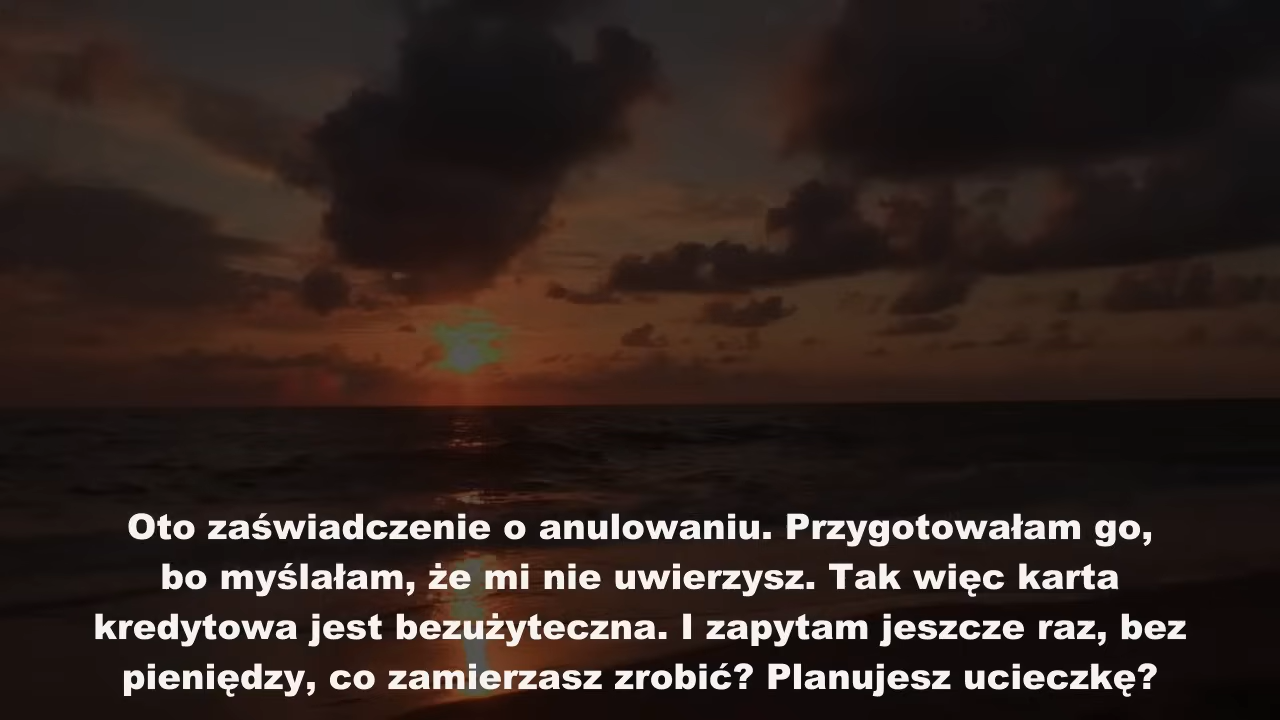 Oto zaświadczenie o anulowaniu. Przygotowałam go,
bo myślałam, że mi nie uwierzysz. Tak więc karta
kredytowa jest bezużyteczna. I zapytam jeszcze raz, bez
pieniędzy, co zamierzasz zrobić? Planujesz ucieczkę?